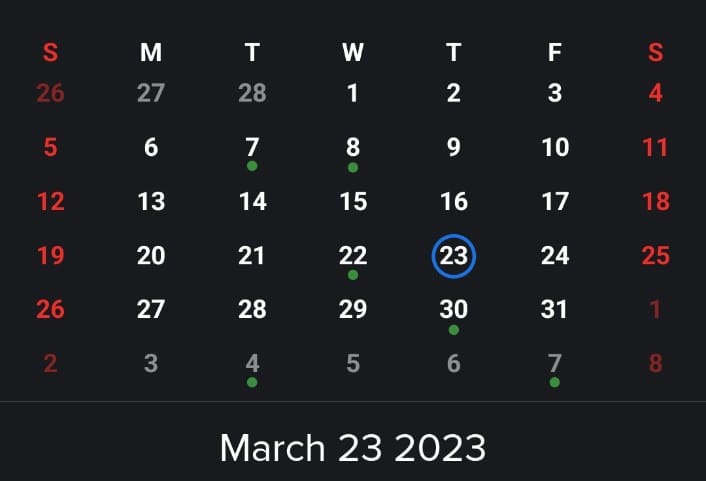 S M T W T F S
26 27 28 1 2 3 4
5 6 7 8 9 10 11
12 13 14 15 16 17 18
19 20 21 22 23 24 25
26 27 28 29 30 31 1
2 3 4 5 6 7 8
March 23 2023